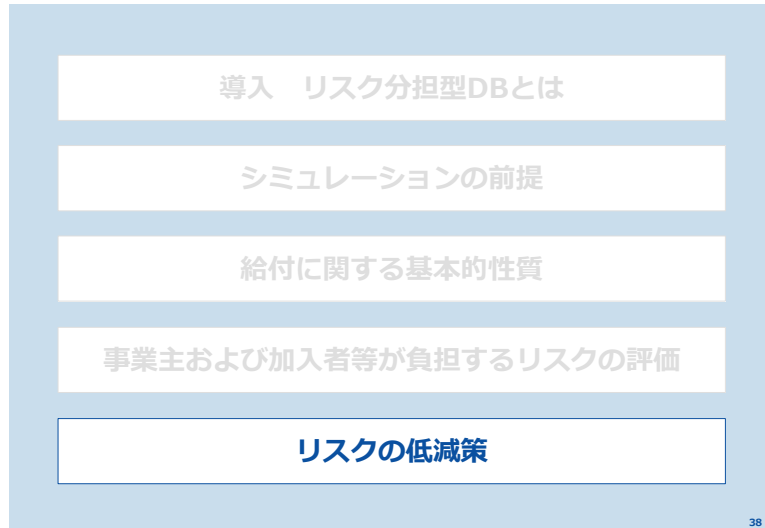 導入　リスク分担型DBとは
シミュレーションの前提
給付に関する基本的性質
事業主および加入者等が負担するリスクの評価
リスクの低減策
38